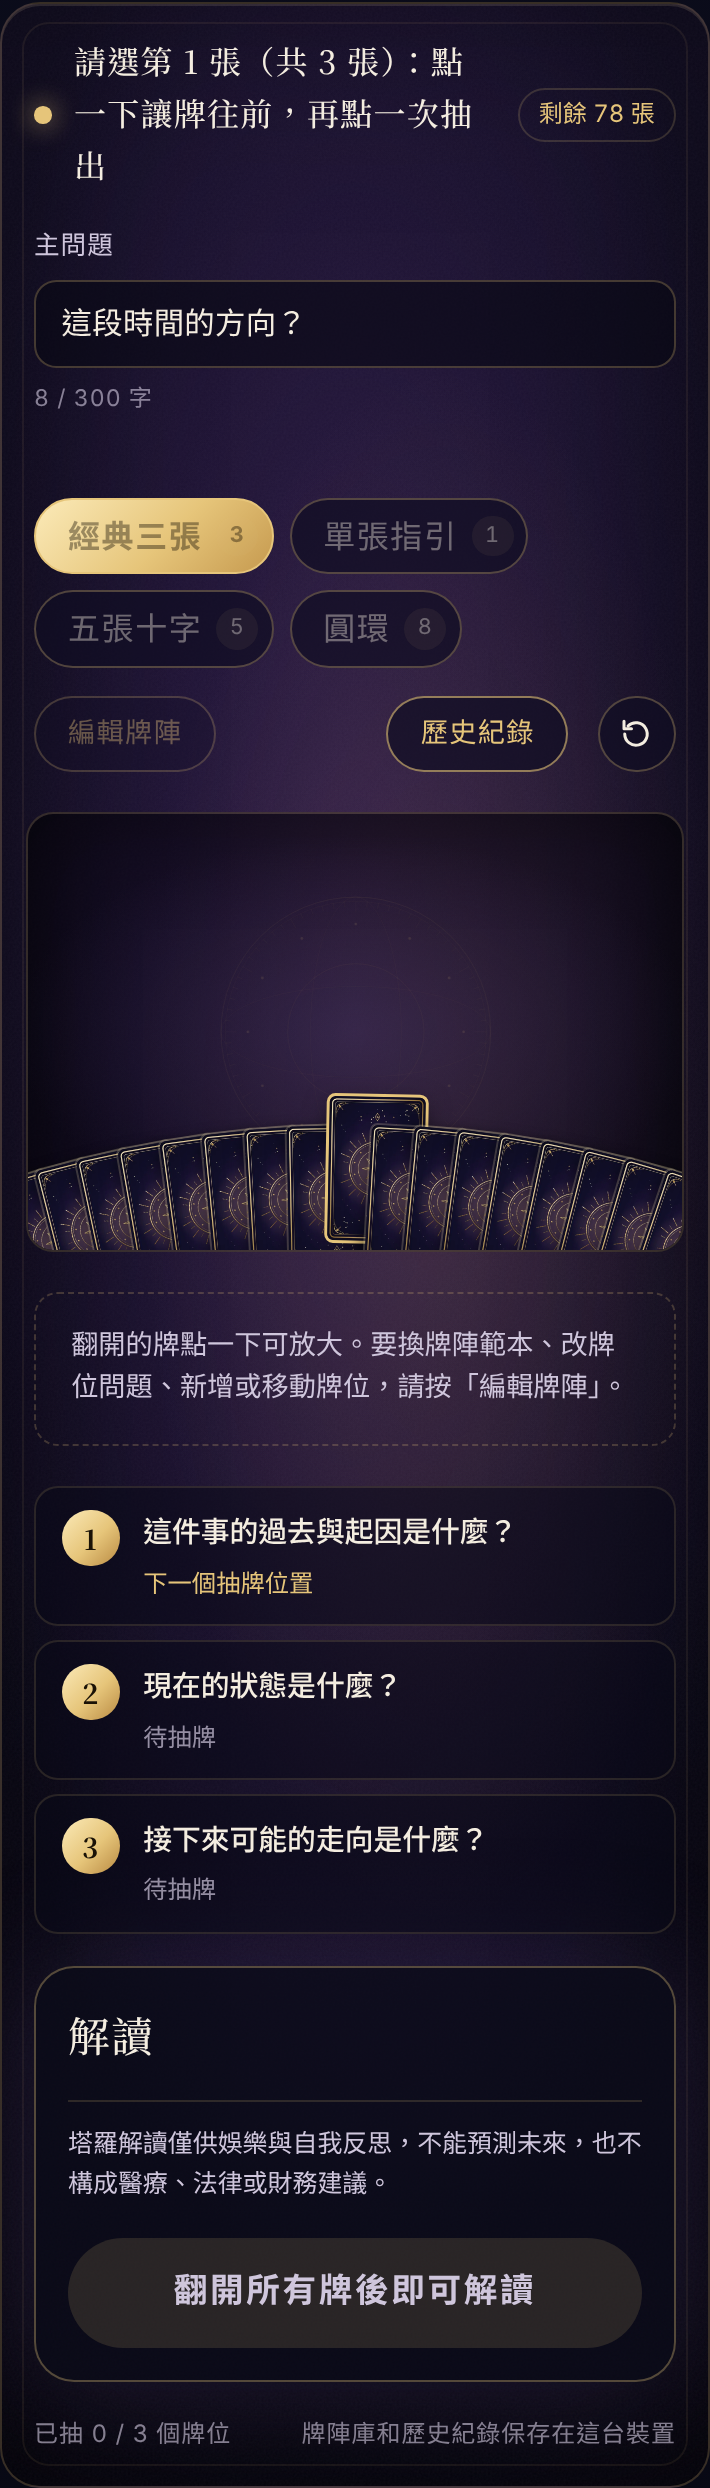 請選第 1 張（共 3 張）：點
一下讓牌往前，再點一次抽
出
剩餘 78 張
主問題
這段時間的方向？
8 / 300 字
經典三張 3
單張指引 1
五張十字 5
圓環 8
編輯牌陣
歷史紀錄
翻開的牌點一下可放大。要換牌陣範本、改牌
位問題、新增或移動牌位，請按「編輯牌陣」。
1 這件事的過去與起因是什麼？
下一個抽牌位置
2 現在的狀態是什麼？
待抽牌
3 接下來可能的走向是什麼？
待抽牌
解讀
塔羅解讀僅供娛樂與自我反思，不能預測未來，也不
構成醫療、法律或財務建議。
翻開所有牌後即可解讀
已抽 0 / 3 個牌位
牌陣庫和歷史紀錄保存在這台裝置